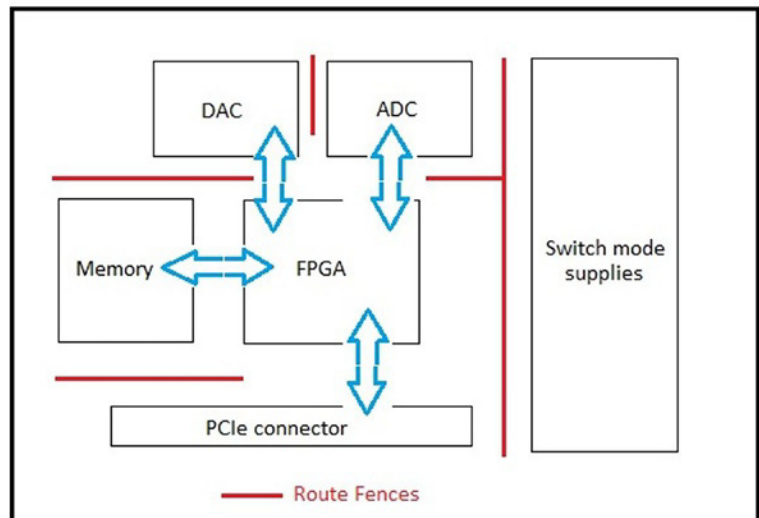 DAC
ADC
Memory
FPGA
Switch mode
supplies
PCIe connector
Route Fences